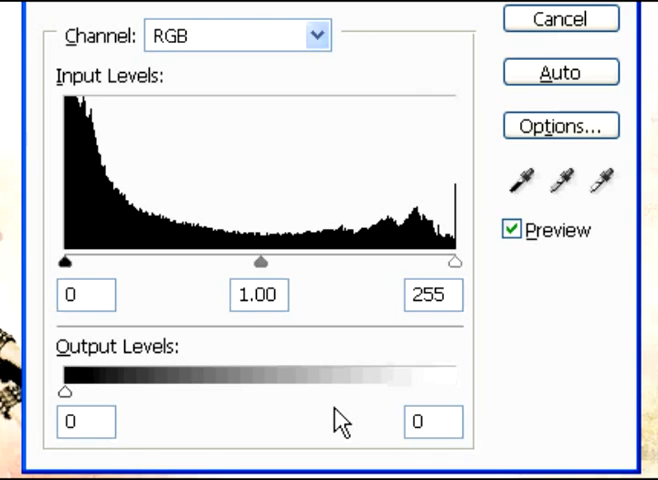 Cancel
Channel: RGB
Input Levels:
Auto
Options...
Preview
0 1.00 255
Output Levels:
0 0